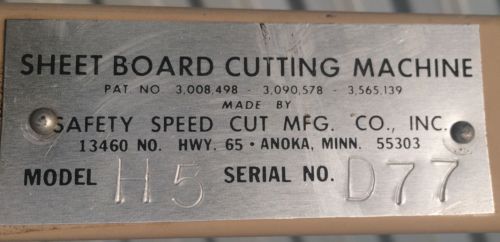 SHEET BOARD CUTTING MACHINE
PAT NO 3,008,498 - 3,090,578 - 3,565,139
MADE BY
SAFETY SPEED CUT MFG. CO., INC.
13460 NO. HWY. 65 • ANOKA, MINN. 55303
MODEL H5 SERIAL NO. D77